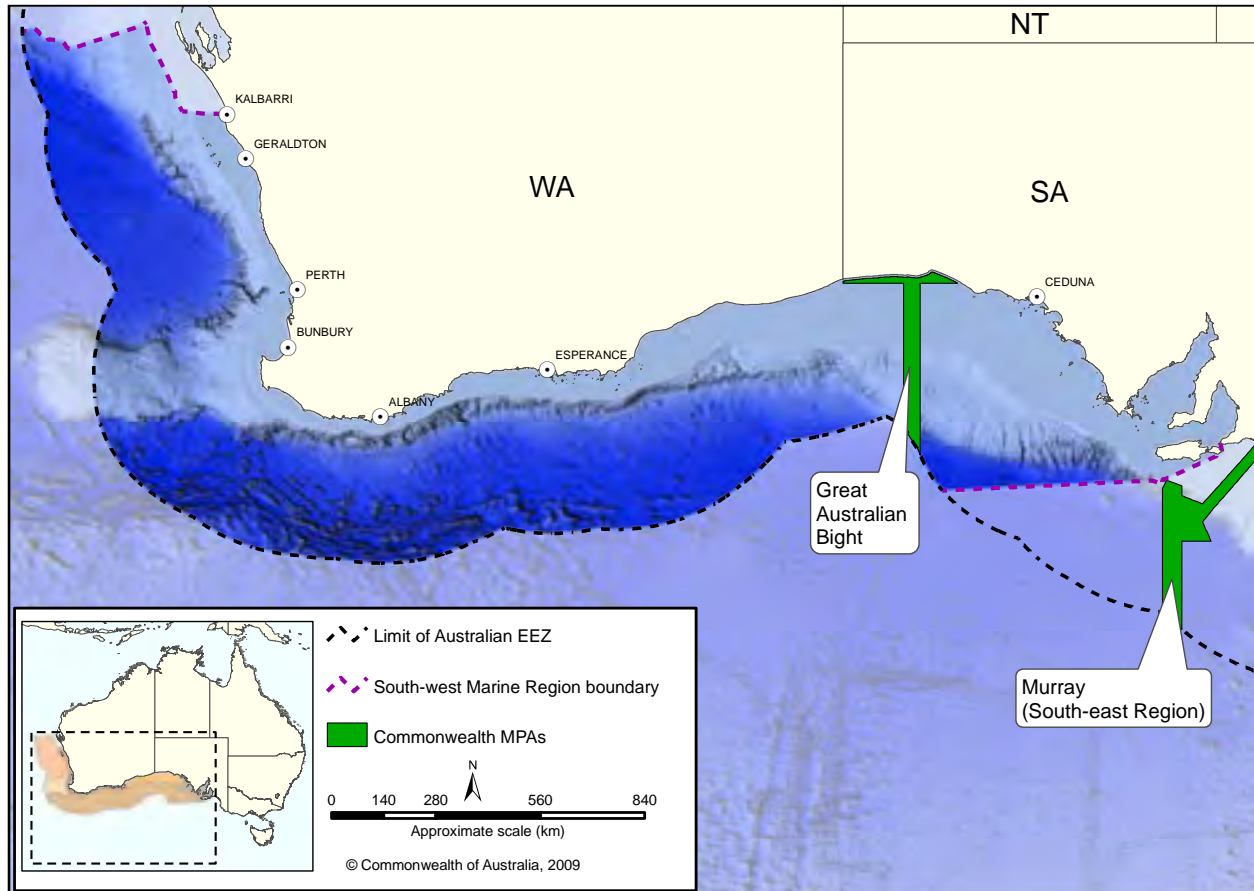 NT
KALBARRI
GERALDTON
WA
SA
PERTH
CEDUNA
BUNBURY
ESPERANCE
ALBANY
Great
Australian
Bight
Murray
(South-east Region)
Limit of Australian EEZ
South-west Marine Region boundary
Commonwealth MPAs
N
0 140 280 560 840
Approximate scale (km)
© Commonwealth of Australia, 2009